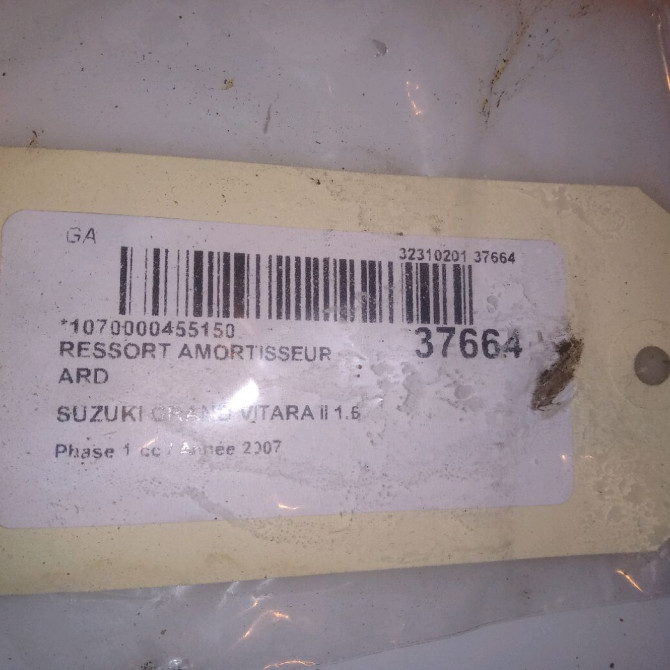 GA
32310201 37664
*1070000455150
37664
RESSORT AMORTISSEUR
ARD
SUZUKI GRAND VITARA II 1.6
Phase 1 cc / Année 2007